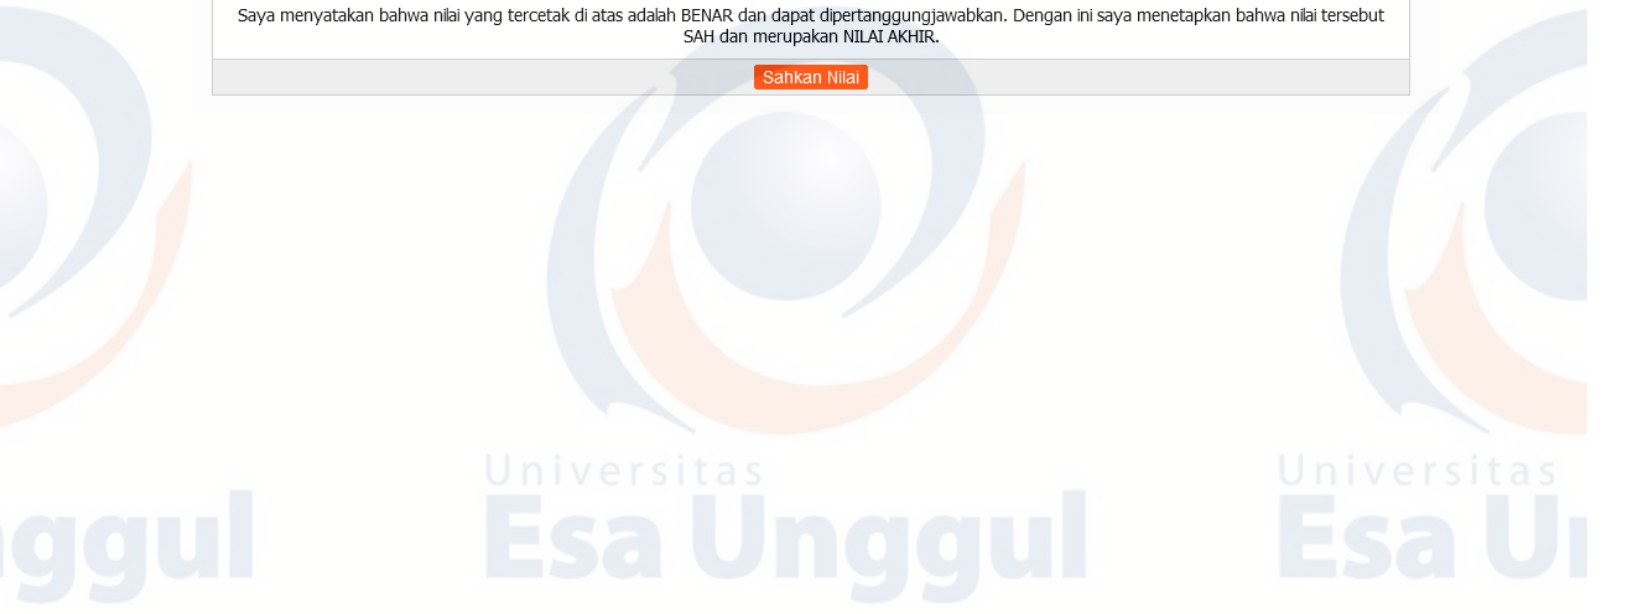 Saya menyatakan bahwa nilai yang tercetak di atas adalah BENAR dan dapat dipertanggungjawabkan. Dengan ini saya menetapkan bahwa nilai tersebut
SAH dan merupakan NILAI AKHIR.
Sahkan Nilai
Universitas
Universitas
nggul
Esa Unggul
Esa U